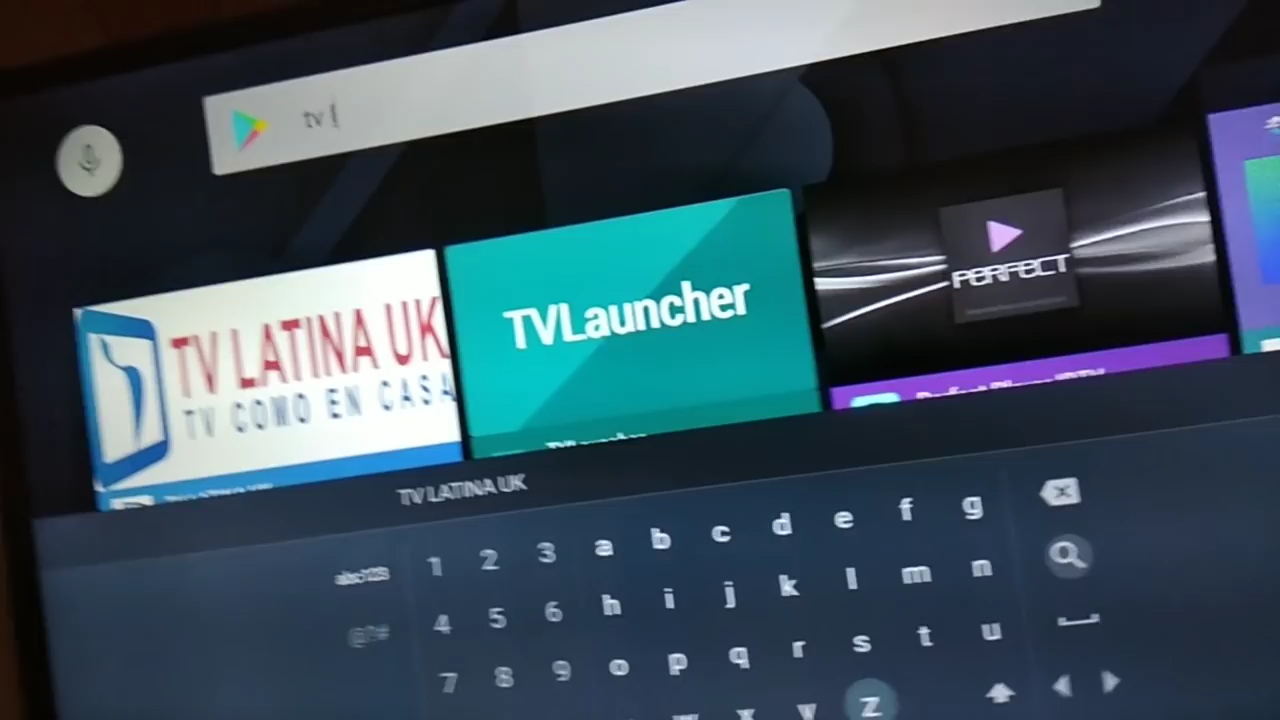 tv l
TV LATINA UK
TV COMO EN CASA
TVLauncher
PERFECT
TV LATINA UK
abc123 1 2 3 a b c d e f g
@?# 4 5 6 h i j k l m n
7 8 9 o p q r s t u
w x y z